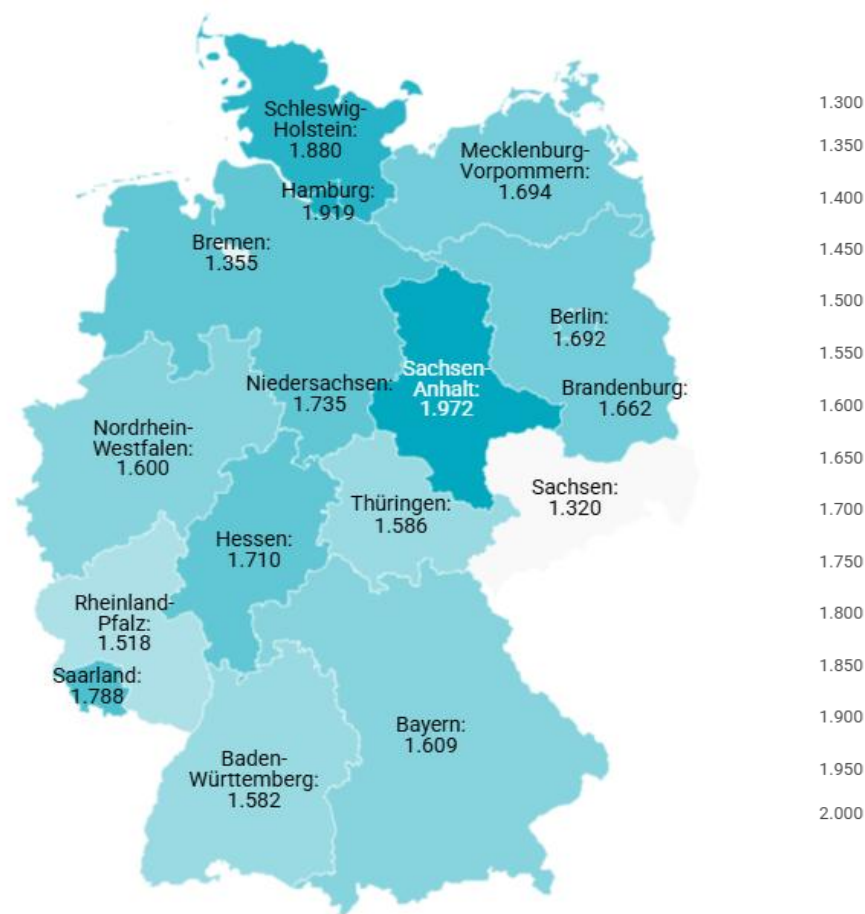 Schleswig-
Holstein:
1.880
Mecklenburg-
Vorpommern:
1.694
Hamburg:
1.919
Bremen:
1.355
Berlin:
1.692
Sachsen-
Anhalt:
1.972
Niedersachsen:
1.735
Brandenburg:
1.662
Nordrhein-
Westfalen:
1.600
Sachsen:
1.320
Thüringen:
1.586
Hessen:
1.710
Rheinland-
Pfalz:
1.518
Saarland:
1.788
Bayern:
1.609
Baden-
Württemberg:
1.582
1.300
1.350
1.400
1.450
1.500
1.550
1.600
1.650
1.700
1.750
1.800
1.850
1.900
1.950
2.000